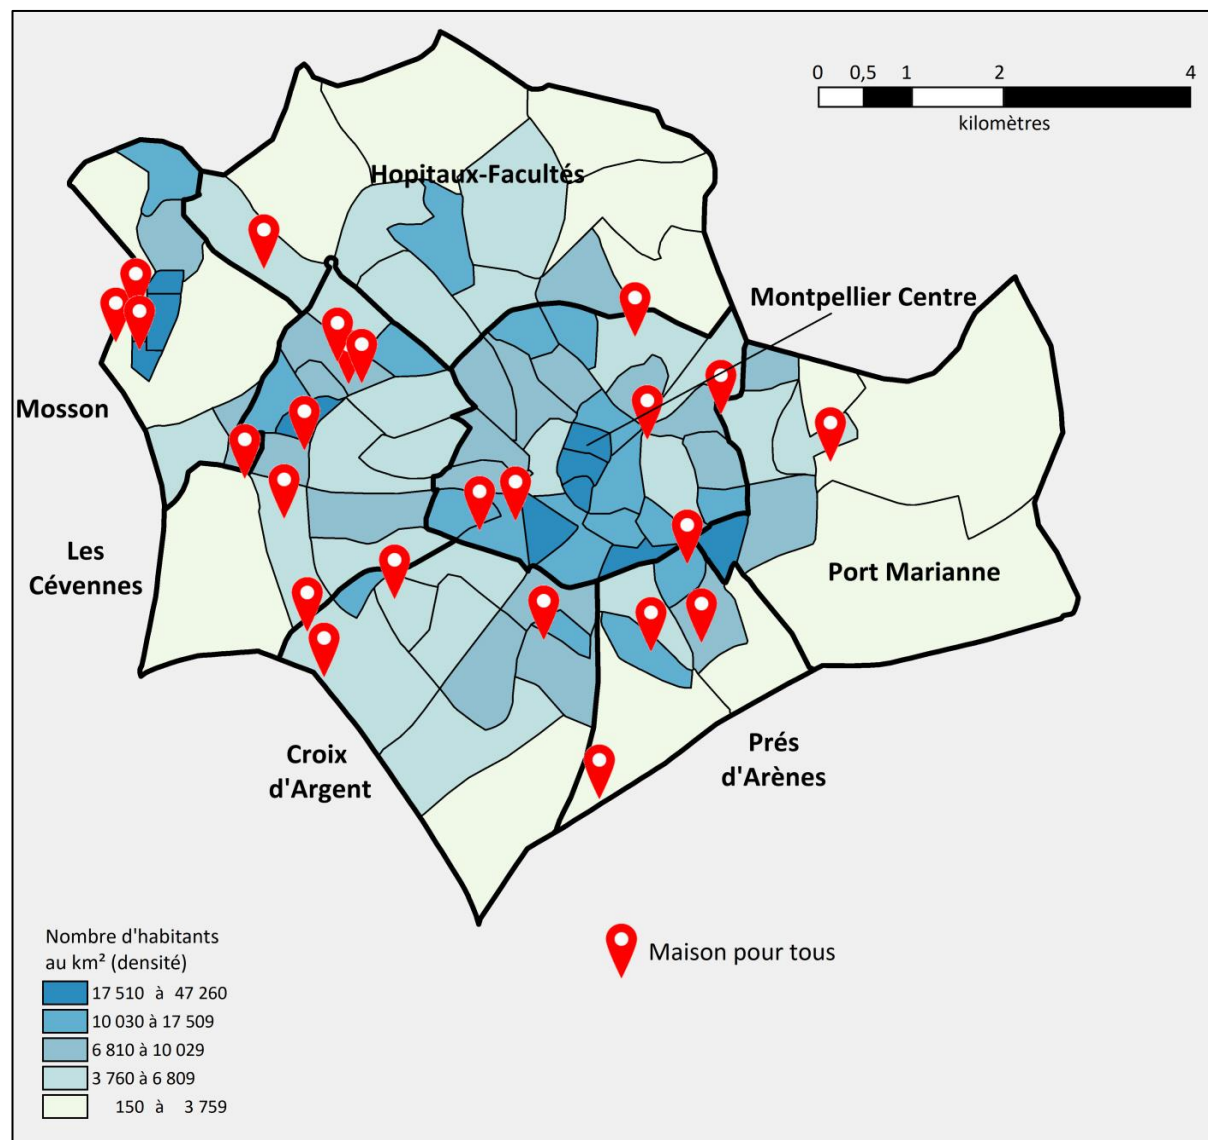 0 0,5 1 2 4
kilomètres
Hopitaux-Facultés
Montpellier Centre
Mosson
Les
Cévennes
Port Marianne
Croix
d'Argent
Prés
d'Arènes
Nombre d'habitants
au km² (densité)
17 510 à 47 260
10 030 à 17 509
6 810 à 10 029
3 760 à 6 809
150 à 3 759
Maison pour tous